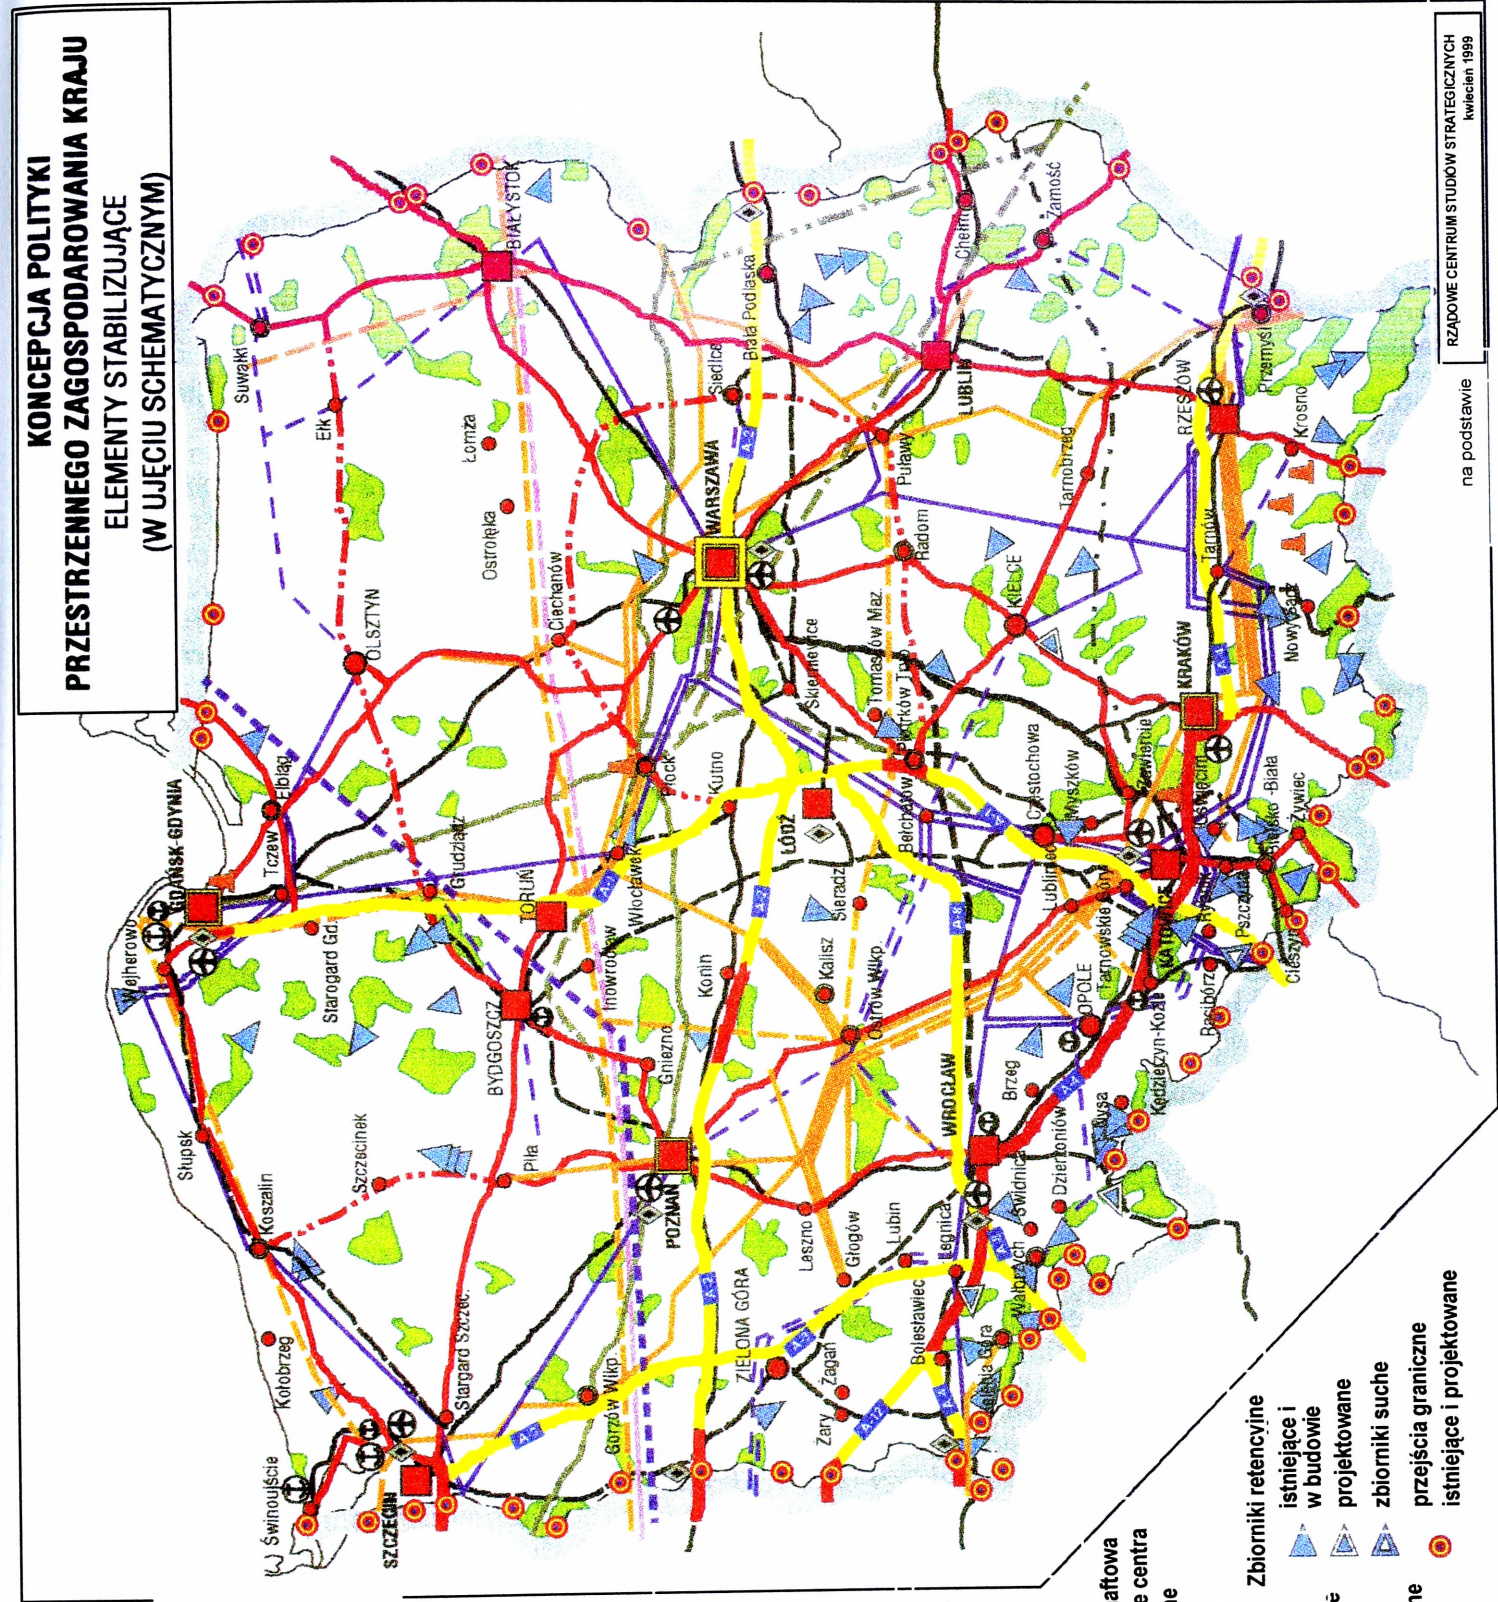 KONCEPCJA POLITYKI
PRZESTRZENNEGO ZAGOSPODAROWANIA KRAJU
ELEMENTY STABILIZUJĄCE
(W UJĘCIU SCHEMATYCZNYM)
RZĄDOWE CENTRUM STUDIÓW STRATEGICZNYCH
kwiecień 1999
na podstawie
Świnoujście
SZCZECIN
Kołobrzeg
Stargard Szczec.
Koszalin
Słupsk
Szczecinek
Piła
Wejherowo
GDAŃSK-GDYNIA
Tczew
Elbląg
Starogard Gd.
Grudziądz
BYDGOSZCZ
TORUŃ
Inowrocław
Włocławek
OLSZTYN
Suwałki
Ełk
Łomża
Ostrołęka
Ciechanów
BIAŁYSTOK
Gorzów Wlkp
POZNAŃ
Gniezno
Konin
Kutno
Płock
WARSZAWA
Siedlce
Biała Podlaska
ZIELONA GÓRA
Żary
Żagań
Leszno
Głogów
Lubin
Legnica
Bolesławiec
Jelenia Góra
Wałbrzych
Świdnica
Dzierżoniów
WROCŁAW
Brzeg
Nysa
OPOLE
Kędzierzyn-Koźle
Racibórz
Ostrów Wlkp
Kalisz
Sieradz
ŁÓDŹ
Skierniewice
Tomaszów Maz.
Piotrków Tryb
Bełchatów
Radom
Puławy
LUBLIN
Chełm
Zamość
KIELCE
Tarnobrzeg
Częstochowa
Myszków
Zawiercie
Lubliniec
Tarnowskie Góry
KATOWICE
Rybnik
Pszczyna
Cieszyn
Oświęcim
Bielsko -Biała
Żywiec
KRAKÓW
Nowy Sącz
Tarnów
RZESZÓW
Krosno
Przemyśl
A-2
A-4
A-12
Zbiorniki retencyjne
istniejące i
w budowie
projektowane
zbiorniki suche
przejścia graniczne
istniejące i projektowane
aftowa
e centra
ne
e
ne